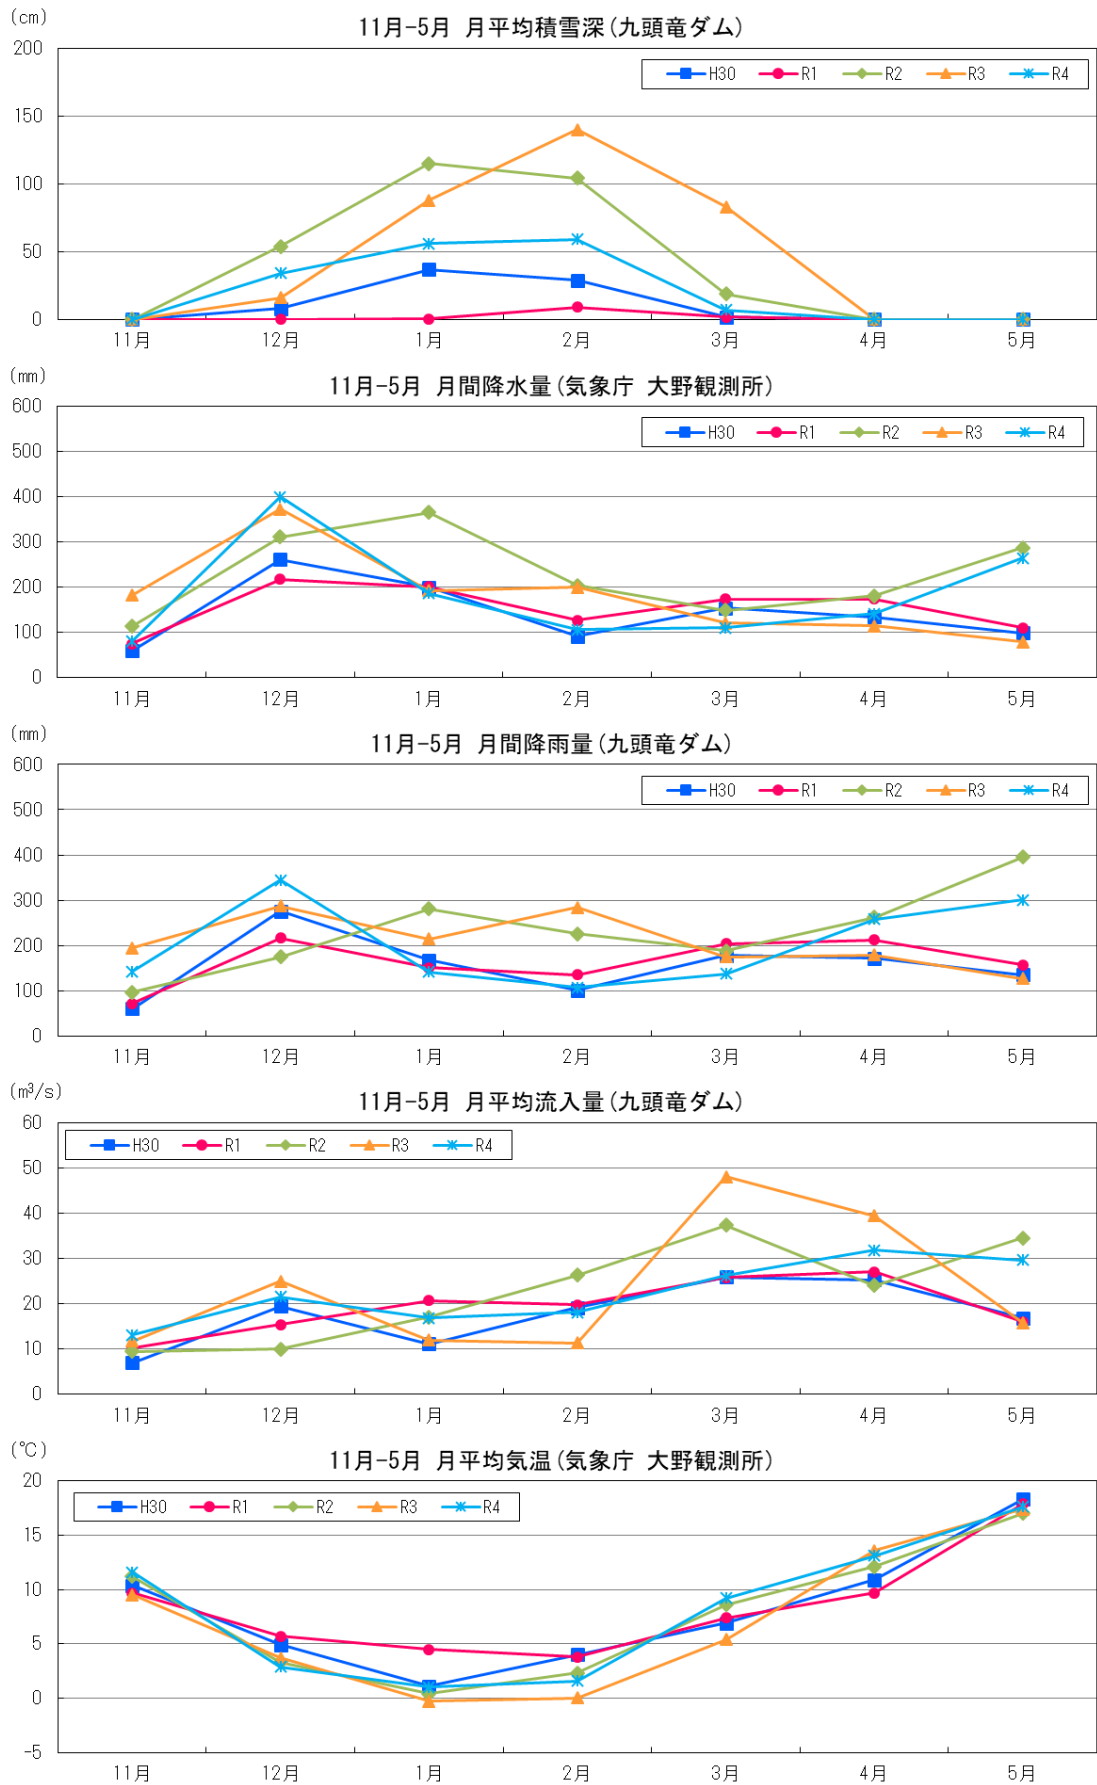 (cm)
11月-5月 月平均積雪深(九頭竜ダム)
200
H30 R1 R2 R3 R4
150
100
50
0
11月 12月 1月 2月 3月 4月 5月
(mm)
11月-5月 月間降水量(気象庁 大野観測所)
600
H30 R1 R2 R3 R4
500
400
300
200
100
0
11月 12月 1月 2月 3月 4月 5月
(mm)
11月-5月 月間降雨量(九頭竜ダム)
600
H30 R1 R2 R3 R4
500
400
300
200
100
0
11月 12月 1月 2月 3月 4月 5月
(m³/s)
11月-5月 月平均流入量(九頭竜ダム)
60
H30 R1 R2 R3 R4
50
40
30
20
10
0
11月 12月 1月 2月 3月 4月 5月
(℃)
11月-5月 月平均気温(気象庁 大野観測所)
20
H30 R1 R2 R3 R4
15
10
5
0
-5
11月 12月 1月 2月 3月 4月 5月